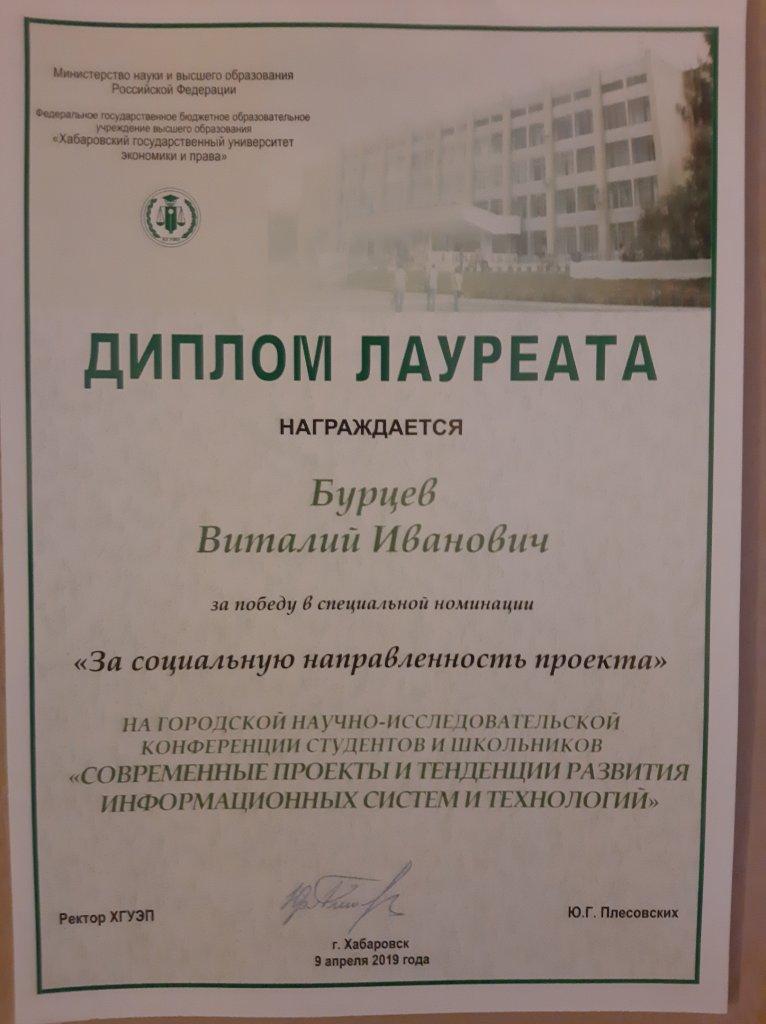 Министерство науки и высшего образования
Российской Федерации
Федеральное государственное бюджетное образовательное
учреждение высшего образования
«Хабаровский государственный университет
экономики и права»
ДИПЛОМ ЛАУРЕАТА
НАГРАЖДАЕТСЯ
Бурцев
Виталий Иванович
за победу в специальной номинации
«За социальную направленность проекта»
НА ГОРОДСКОЙ НАУЧНО-ИССЛЕДОВАТЕЛЬСКОЙ
КОНФЕРЕНЦИИ СТУДЕНТОВ И ШКОЛЬНИКОВ
«СОВРЕМЕННЫЕ ПРОЕКТЫ И ТЕНДЕНЦИИ РАЗВИТИЯ
ИНФОРМАЦИОННЫХ СИСТЕМ И ТЕХНОЛОГИЙ»
Ректор ХГУЭП
Ю.Г. Плесовских
г. Хабаровск
9 апреля 2019 года